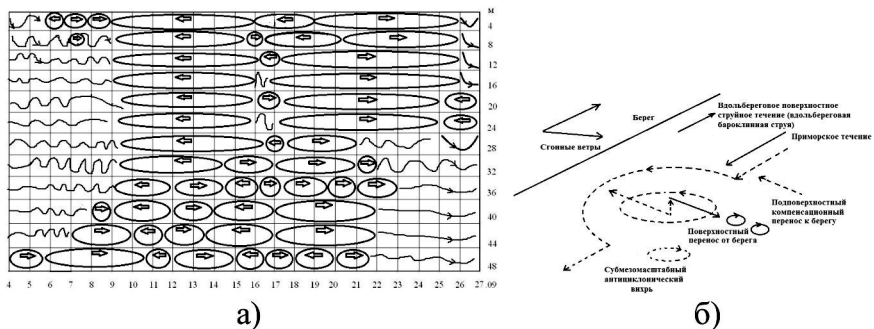 М
4
8
12
16
20
24
28
32
36
40
44
48
4 5 6 7 8 9 10 11 12 13 14 15 16 17 18 19 20 21 22 23 24 25 26 27.09
а)
Берег
Вдольбереговое поверхностное
струйное течение (вдольбереговая
бароклинная струя)
Сгонные ветры
Приморское течение
Подповерхностный
компенсационный
перенос к берегу
Поверхностный
перенос от берега
Субмезомасштабный
антициклонический
вихрь
б)